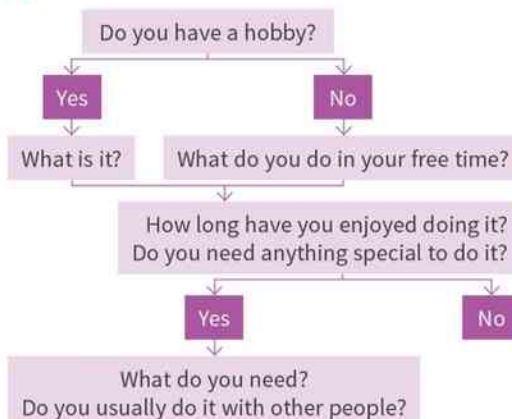 Do you have a hobby?
Yes
No
What is it?
What do you do in your free time?
How long have you enjoyed doing it?
Do you need anything special to do it?
Yes
No
What do you need?
Do you usually do it with other people?